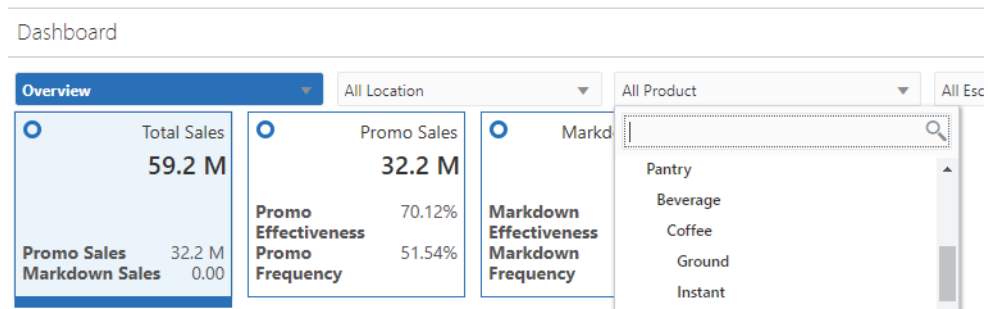 Dashboard
Overview
All Location
All Product
All Esc
Total Sales
59.2 M
Promo Sales 32.2 M
Markdown Sales 0.00
Promo Sales
32.2 M
Promo Effectiveness 70.12%
Promo Frequency 51.54%
Markd
Markdown
Effectiveness
Markdown
Frequency
Pantry
Beverage
Coffee
Ground
Instant